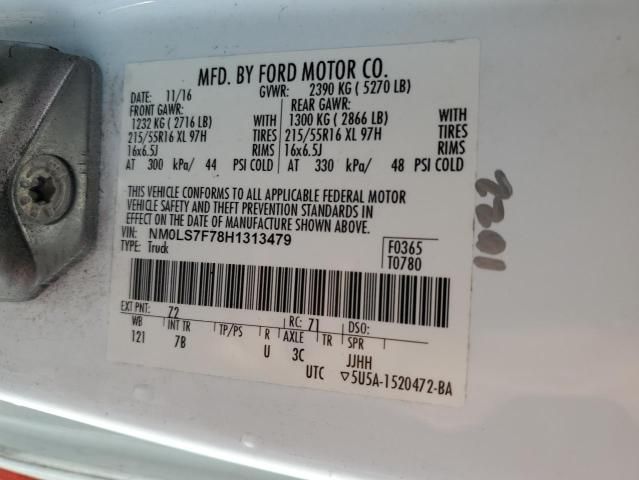 MFD. BY FORD MOTOR CO.
DATE: 11/16 GVWR: 2390 KG ( 5270 LB)
FRONT GAWR: REAR GAWR:
1232 KG ( 2716 LB) WITH 1300 KG ( 2866 LB) WITH
215/55R16 XL 97H TIRES 215/55R16 XL 97H TIRES
16x6.5J RIMS 16x6.5J RIMS
AT 300 kPa/ 44 PSI COLD AT 330 kPa/ 48 PSI COLD
THIS VEHICLE CONFORMS TO ALL APPLICABLE FEDERAL MOTOR
VEHICLE SAFETY AND THEFT PREVENTION STANDARDS IN
EFFECT ON THE DATE OF MANUFACTURE SHOWN ABOVE.
VIN: NM0LS7F78H1313479 F0365
TYPE: Truck T0780
EXT PNT: Z2 RC: 71 DSO:
WB INT TR TP/PS R AXLE TR SPR
121 7B U 3C JJHH
UTC ▽5U5A-1520472-BA
2201